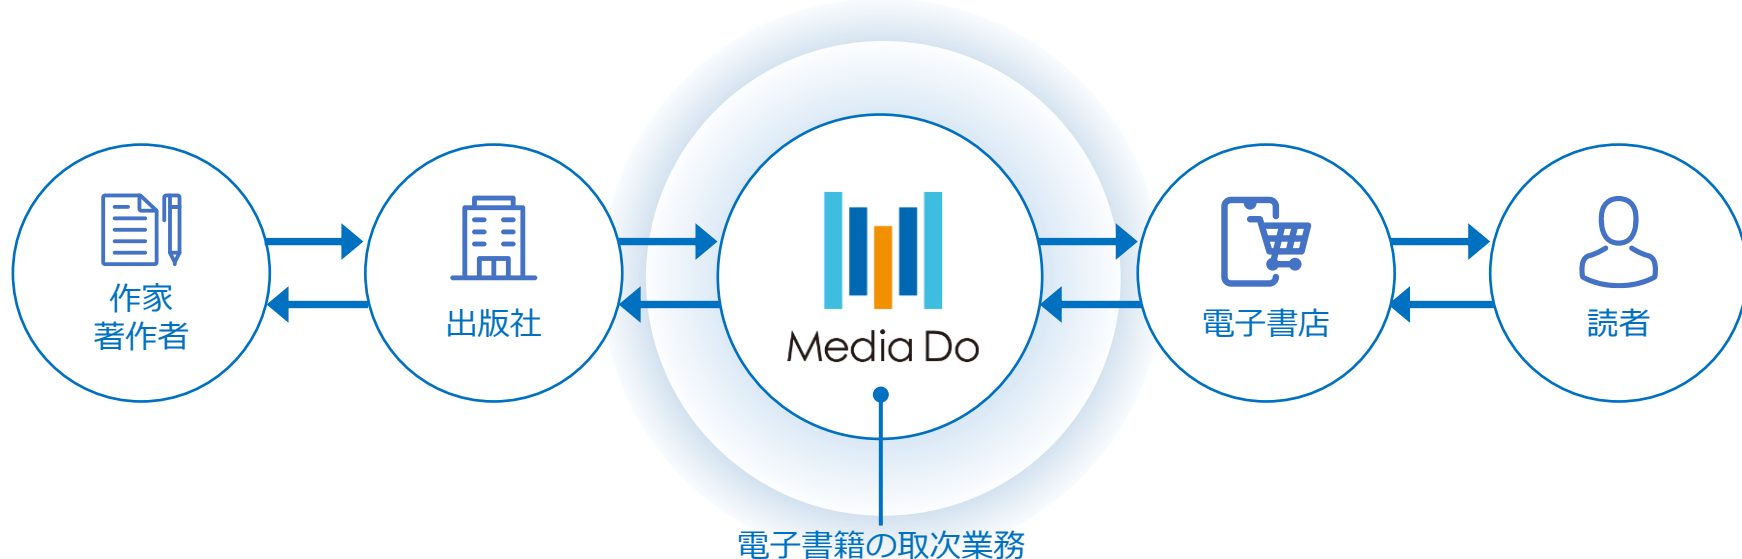 作家
著作者
出版社
Media Do
電子書店
読者
電子書籍の取次業務